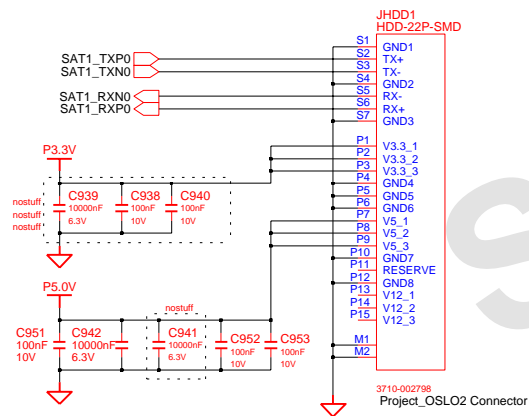 JHDD1
HDD-22P-SMD
S1 GND1
SAT1_TXP0 S2 TX+
SAT1_TXN0 S3 TX-
S4 GND2
SAT1_RXN0 S5 RX-
SAT1_RXP0 S6 RX+
S7 GND3
P1 V3.3_1
P3.3V P2 V3.3_2
P3 V3.3_3
P4 GND4
P5 GND5
P6 GND6
P7 V5_1
P8 V5_2
P9 V5_3
P10 GND7
P11 RESERVE
P12 GND8
P13 V12_1
P14 V12_2
P15 V12_3
M1
M2
nostuff
nostuff
nostuff
C939
10000nF
6.3V
C938
100nF
10V
C940
100nF
10V
P5.0V
nostuff
C951
100nF
10V
C942
10000nF
6.3V
C941
10000nF
6.3V
C952
100nF
10V
C953
100nF
10V
3710-002798
Project_OSLO2 Connector
S